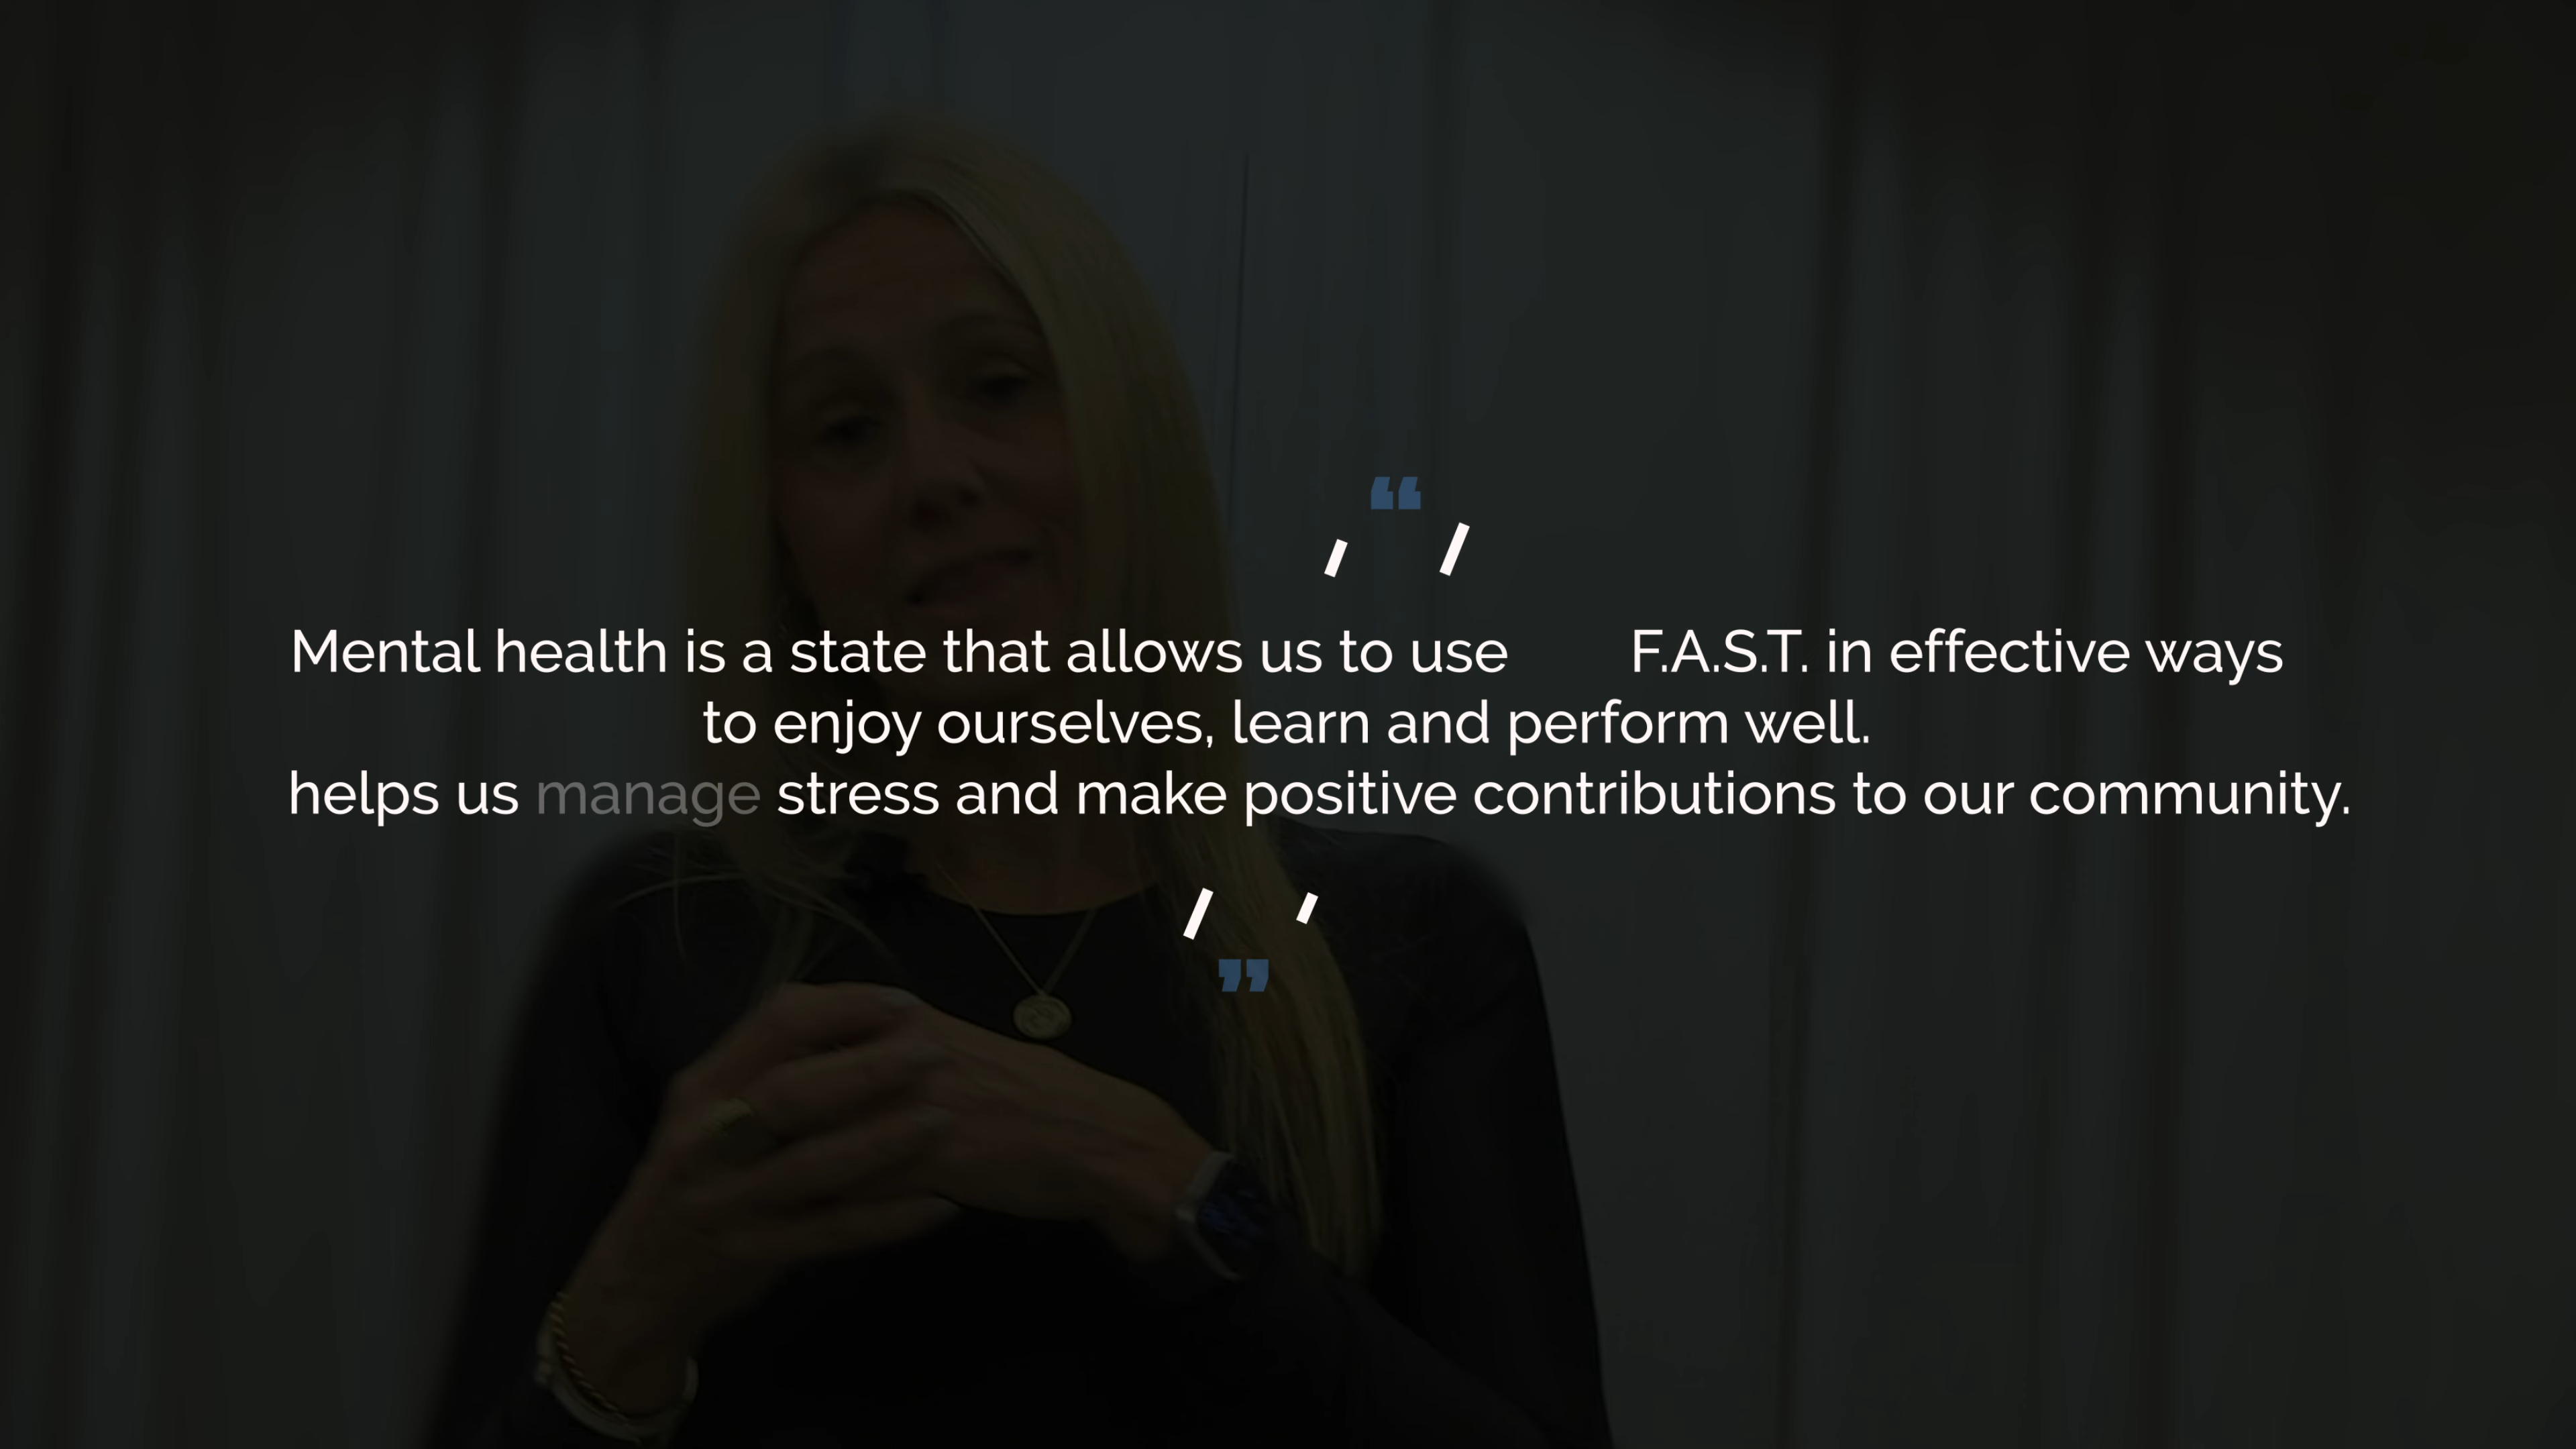 “
Mental health is a state that allows us to use F.A.S.T. in effective ways
to enjoy ourselves, learn and perform well.
helps us manage stress and make positive contributions to our community.
”